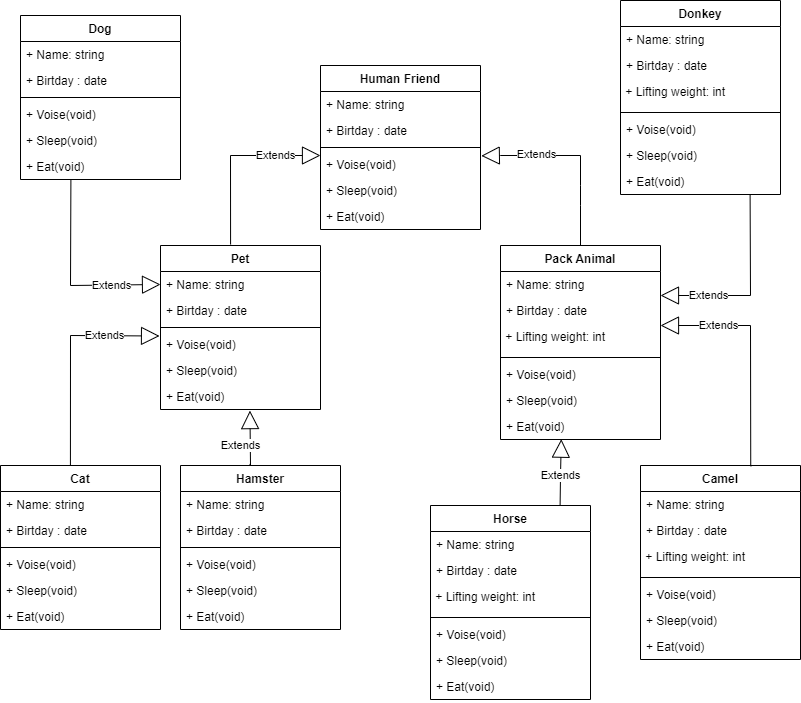 Dog
+ Name: string
+ Birtday : date
+ Voise(void)
+ Sleep(void)
+ Eat(void)
Human Friend
+ Name: string
+ Birtday : date
+ Voise(void)
+ Sleep(void)
+ Eat(void)
Donkey
+ Name: string
+ Birtday : date
+ Lifting weight: int
+ Voise(void)
+ Sleep(void)
+ Eat(void)
Extends
Extends
Pet
+ Name: string
+ Birtday : date
+ Voise(void)
+ Sleep(void)
+ Eat(void)
Pack Animal
+ Name: string
+ Birtday : date
+ Lifting weight: int
+ Voise(void)
+ Sleep(void)
+ Eat(void)
Extends
Extends
Extends
Extends
Extends
Extends
Cat
+ Name: string
+ Birtday : date
+ Voise(void)
+ Sleep(void)
+ Eat(void)
Hamster
+ Name: string
+ Birtday : date
+ Voise(void)
+ Sleep(void)
+ Eat(void)
Horse
+ Name: string
+ Birtday : date
+ Lifting weight: int
+ Voise(void)
+ Sleep(void)
+ Eat(void)
Camel
+ Name: string
+ Birtday : date
+ Lifting weight: int
+ Voise(void)
+ Sleep(void)
+ Eat(void)